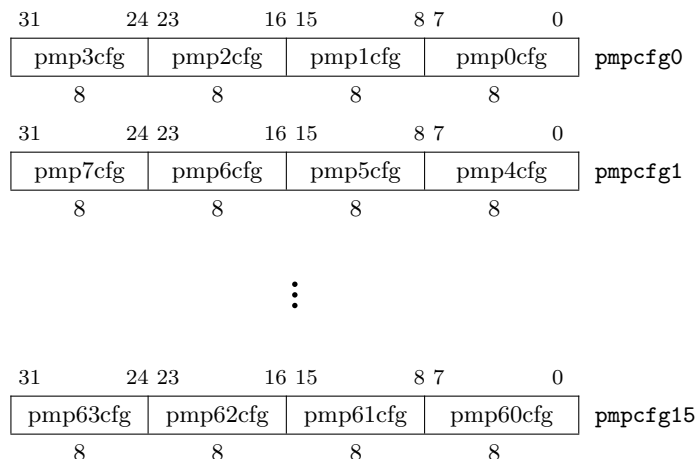 31 24 23 16 15 8 7 0
pmp3cfg pmp2cfg pmp1cfg pmp0cfg pmpcfg0
8 8 8 8
31 24 23 16 15 8 7 0
pmp7cfg pmp6cfg pmp5cfg pmp4cfg pmpcfg1
8 8 8 8
⋮
31 24 23 16 15 8 7 0
pmp63cfg pmp62cfg pmp61cfg pmp60cfg pmpcfg15
8 8 8 8